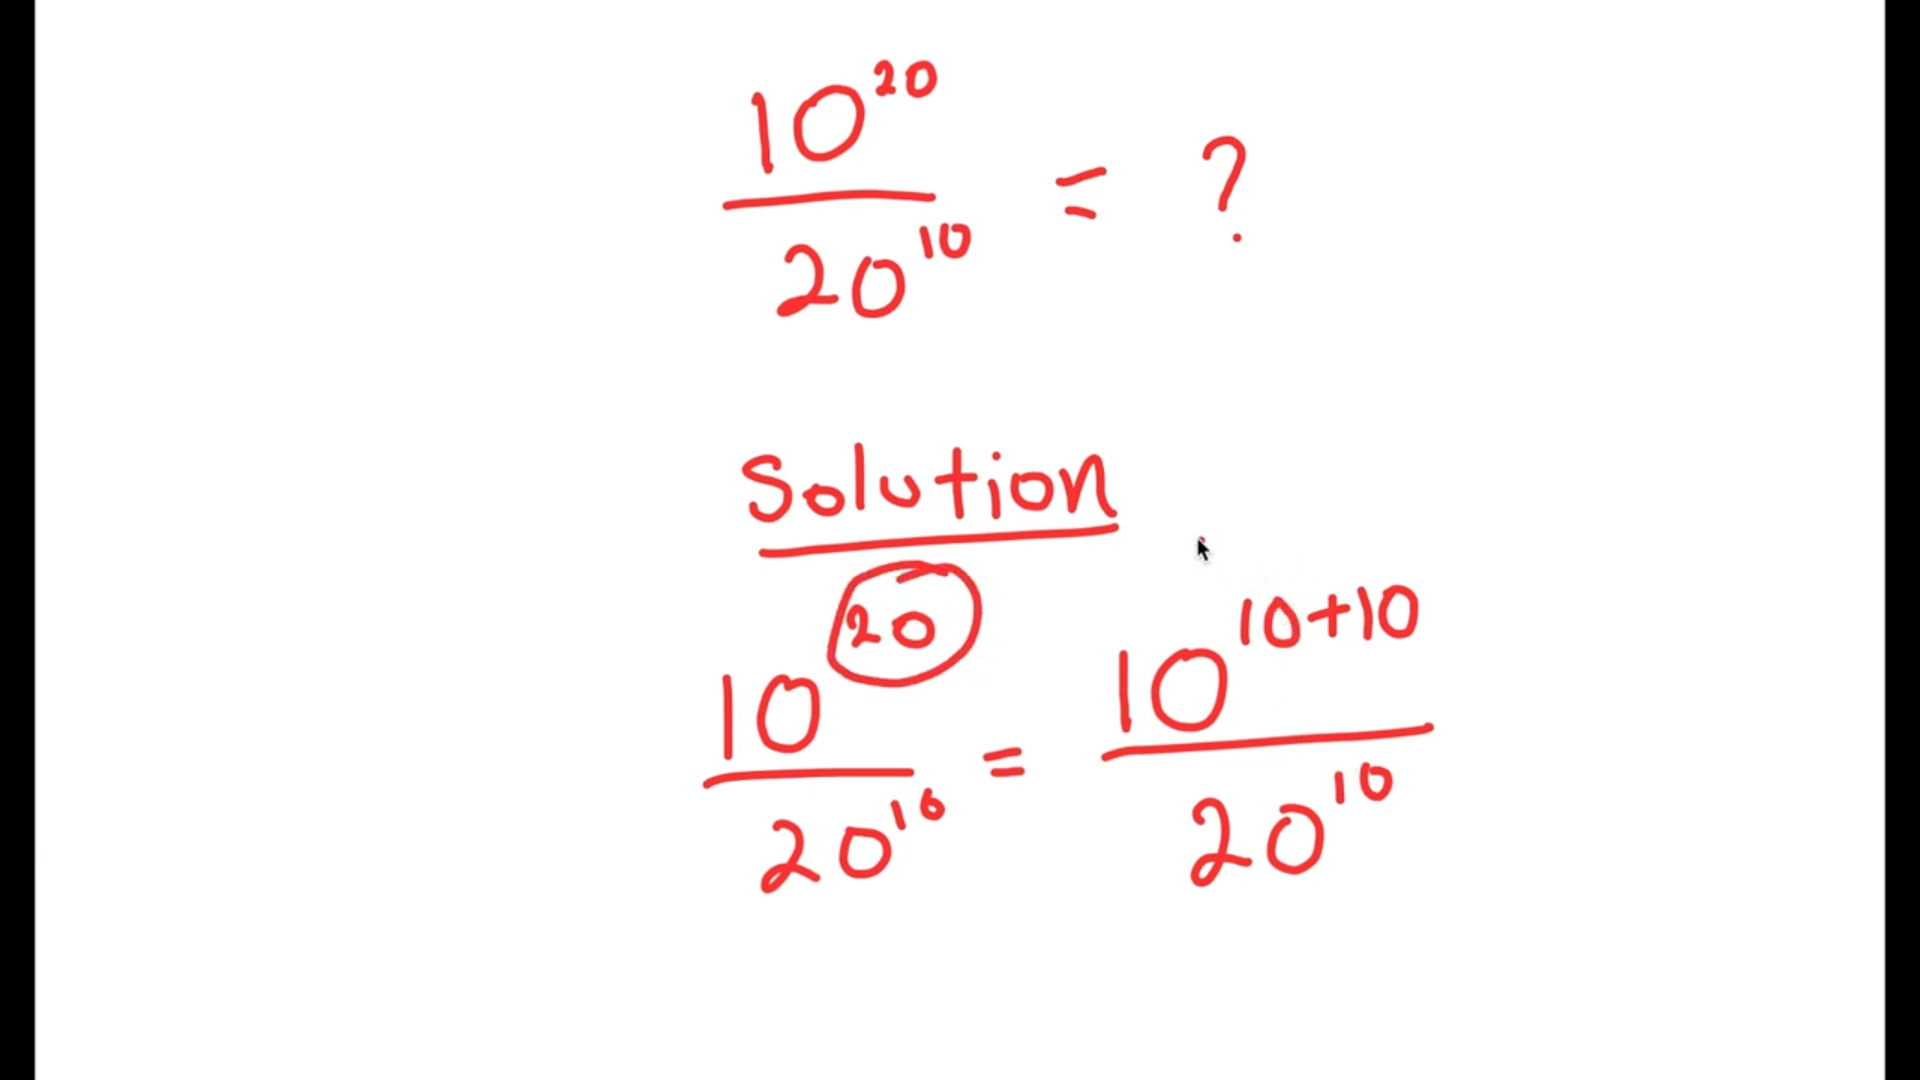 10^20 / 20^10 = ?
Solution
10^20 / 20^10 = 10^10+10 / 20^10